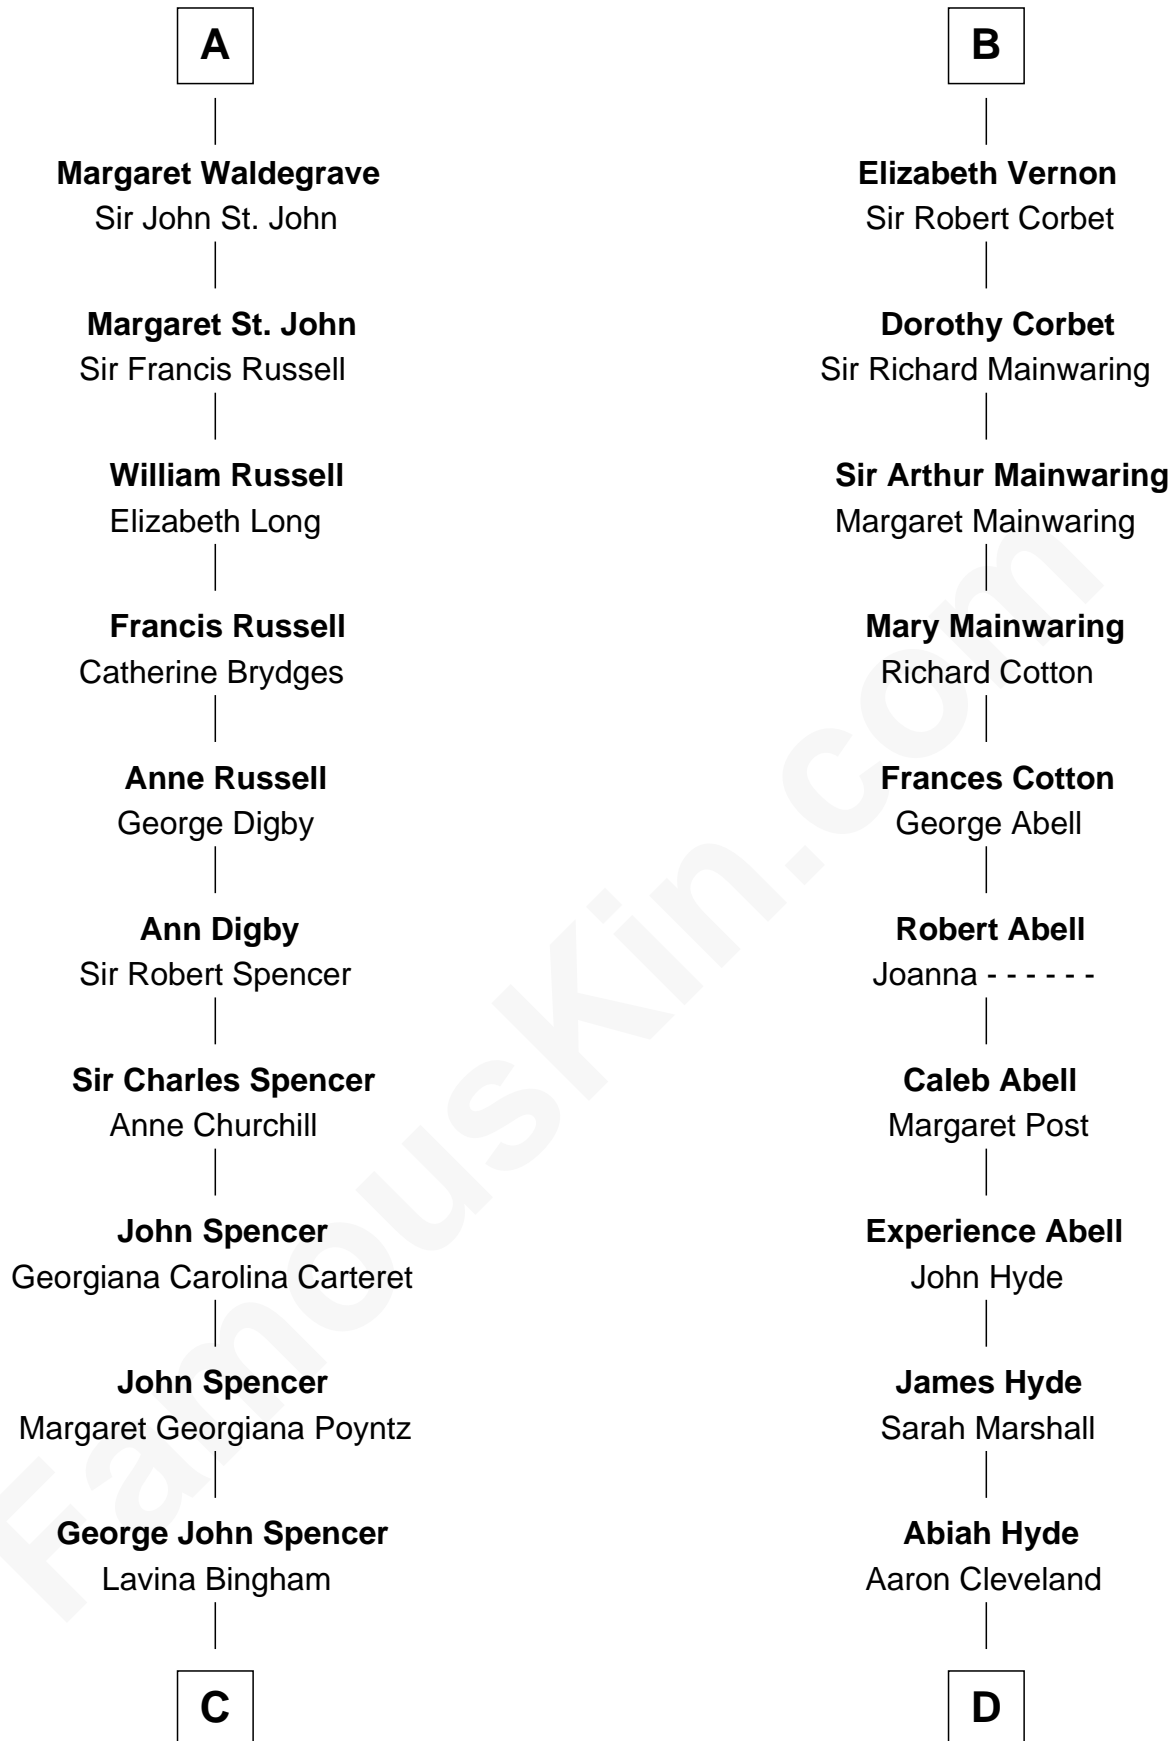 A
Margaret Waldegrave
Sir John St. John
Margaret St. John
Sir Francis Russell
William Russell
Elizabeth Long
Francis Russell
Catherine Brydges
Anne Russell
George Digby
Ann Digby
Sir Robert Spencer
Sir Charles Spencer
Anne Churchill
John Spencer
Georgiana Carolina Carteret
John Spencer
Margaret Georgiana Poyntz
George John Spencer
Lavina Bingham
C
B
Elizabeth Vernon
Sir Robert Corbet
Dorothy Corbet
Sir Richard Mainwaring
Sir Arthur Mainwaring
Margaret Mainwaring
Mary Mainwaring
Richard Cotton
Frances Cotton
George Abell
Robert Abell
Joanna - - - - - -
Caleb Abell
Margaret Post
Experience Abell
John Hyde
James Hyde
Sarah Marshall
Abiah Hyde
Aaron Cleveland
D
FamousKin.com